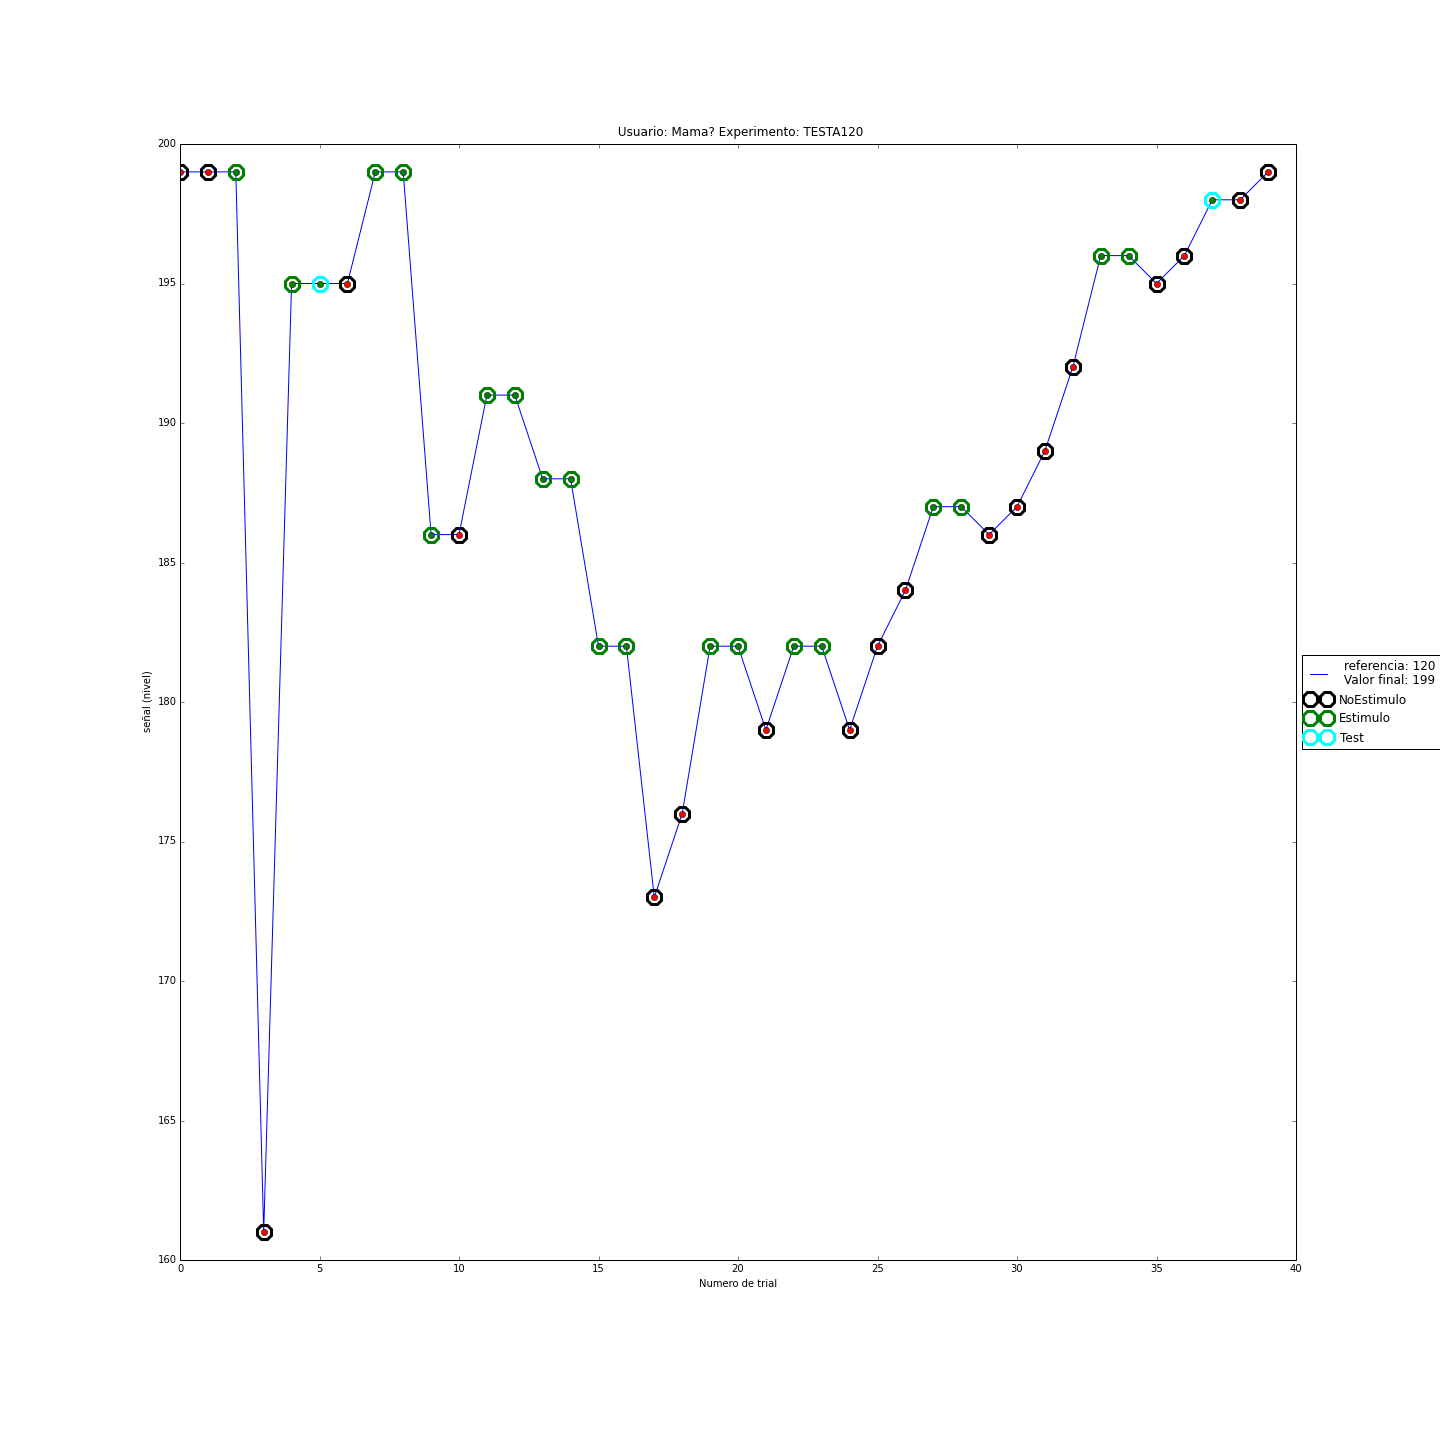 Usuario: Mama? Experimento: TESTA120
200
195
190
185
180
175
170
165
160
señal (nivel)
0 5 10 15 20 25 30 35 40
Numero de trial
referencia: 120
Valor final: 199
NoEstimulo
Estimulo
Test